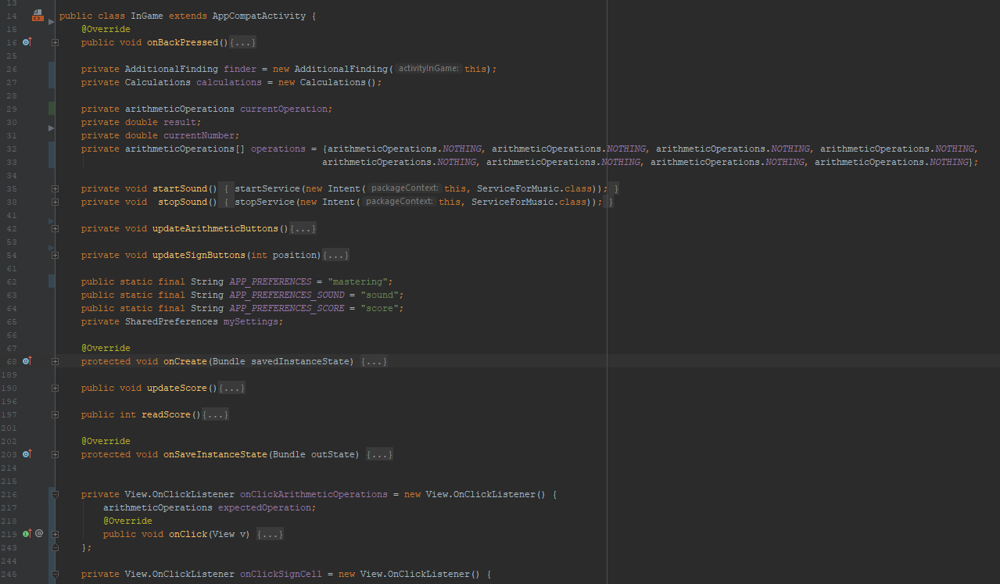 13
14 public class InGame extends AppCompatActivity {
15 @Override
16 public void onBackPressed(){...}
25
26 private AdditionalFinding finder = new AdditionalFinding( activityInGame: this);
27 private Calculations calculations = new Calculations();
28
29 private arithmeticOperations currentOperation;
30 private double result;
31 private double currentNumber;
32 private arithmeticOperations[] operations = {arithmeticOperations.NOTHING, arithmeticOperations.NOTHING, arithmeticOperations.NOTHING, arithmeticOperations.NOTHING,
33 arithmeticOperations.NOTHING, arithmeticOperations.NOTHING, arithmeticOperations.NOTHING, arithmeticOperations.NOTHING};
34
35 private void startSound() { startService(new Intent( packageContext: this, ServiceForMusic.class)); }
38 private void stopSound() { stopService(new Intent( packageContext: this, ServiceForMusic.class)); }
41
42 private void updateArithmeticButtons(){...}
53
54 private void updateSignButtons(int position){...}
61
62 public static final String APP_PREFERENCES = "mastering";
63 public static final String APP_PREFERENCES_SOUND = "sound";
64 public static final String APP_PREFERENCES_SCORE = "score";
65 private SharedPreferences mySettings;
66
67 @Override
68 protected void onCreate(Bundle savedInstanceState) {...}
189
190 public void updateScore(){...}
196
197 public int readScore(){...}
201
202 @Override
203 protected void onSaveInstanceState(Bundle outState) {...}
214
215
216 private View.OnClickListener onClickArithmeticOperations = new View.OnClickListener() {
217 arithmeticOperations expectedOperation;
218 @Override
219 @ public void onClick(View v) {...}
243 };
244
245 private View.OnClickListener onClickSignCell = new View.OnClickListener() {